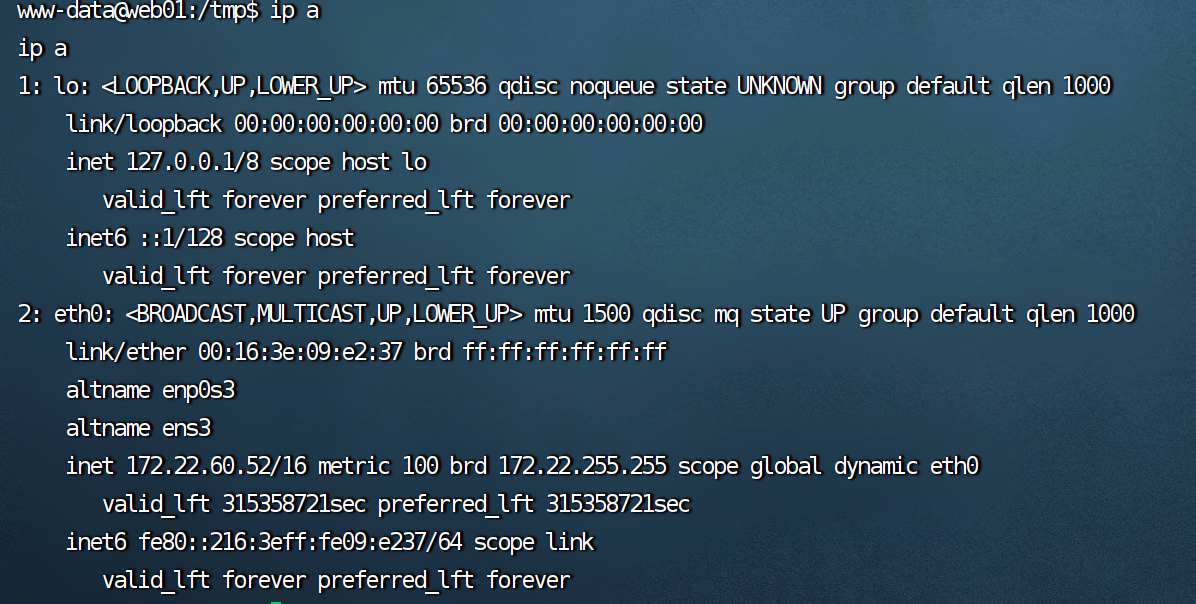 www-data@web01:/tmp$ ip a
ip a
1: lo: <LOOPBACK,UP,LOWER_UP> mtu 65536 qdisc noqueue state UNKNOWN group default qlen 1000
    link/loopback 00:00:00:00:00:00 brd 00:00:00:00:00:00
    inet 127.0.0.1/8 scope host lo
       valid_lft forever preferred_lft forever
    inet6 ::1/128 scope host
       valid_lft forever preferred_lft forever
2: eth0: <BROADCAST,MULTICAST,UP,LOWER_UP> mtu 1500 qdisc mq state UP group default qlen 1000
    link/ether 00:16:3e:09:e2:37 brd ff:ff:ff:ff:ff:ff
    altname enp0s3
    altname ens3
    inet 172.22.60.52/16 metric 100 brd 172.22.255.255 scope global dynamic eth0
       valid_lft 315358721sec preferred_lft 315358721sec
    inet6 fe80::216:3eff:fe09:e237/64 scope link
       valid_lft forever preferred_lft forever